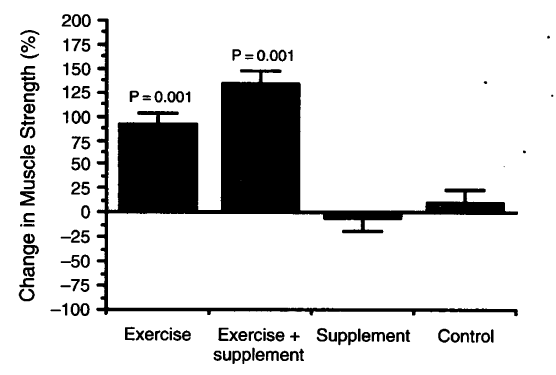 Change in Muscle Strength (%)
200
175
150
125
100
75
50
25
0
−25
−50
−75
−100
P = 0.001
P = 0.001
Exercise
Exercise +
supplement
Supplement
Control